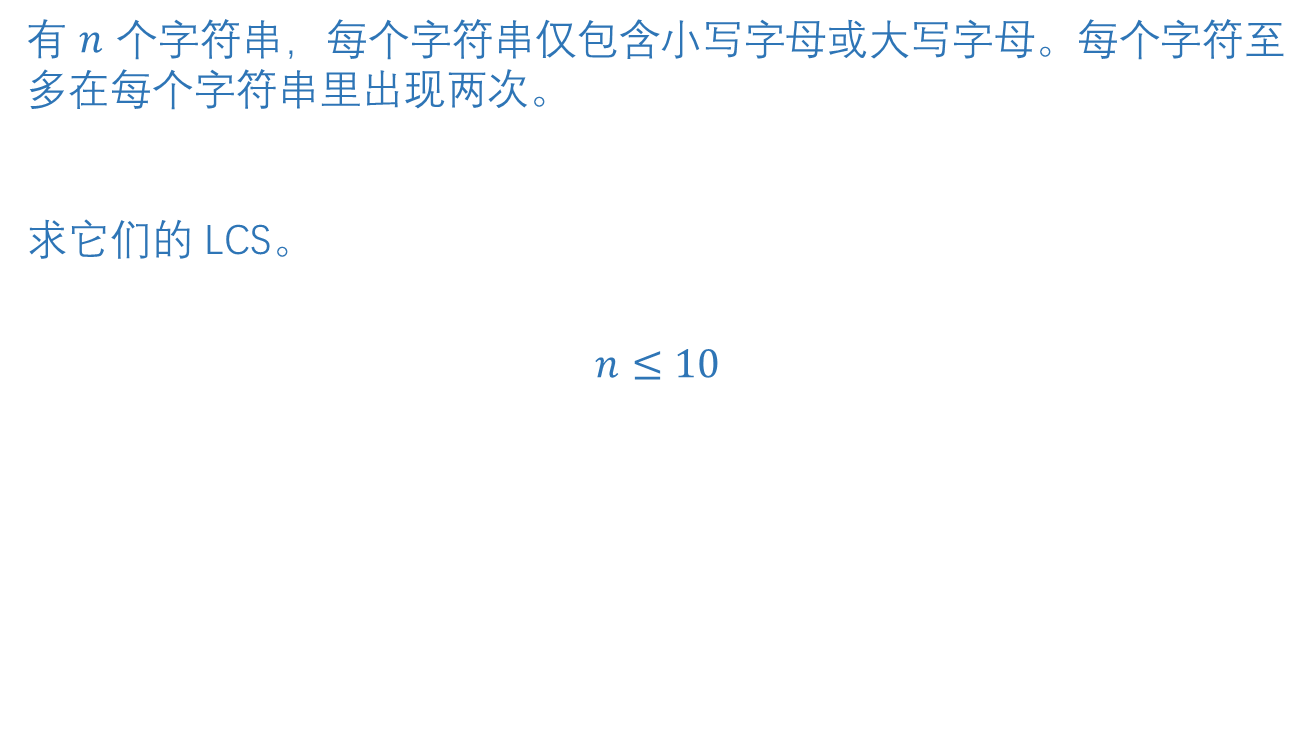 有 n 个字符串，每个字符串仅包含小写字母或大写字母。每个字符至
多在每个字符串里出现两次。
求它们的 LCS。
n ≤ 10